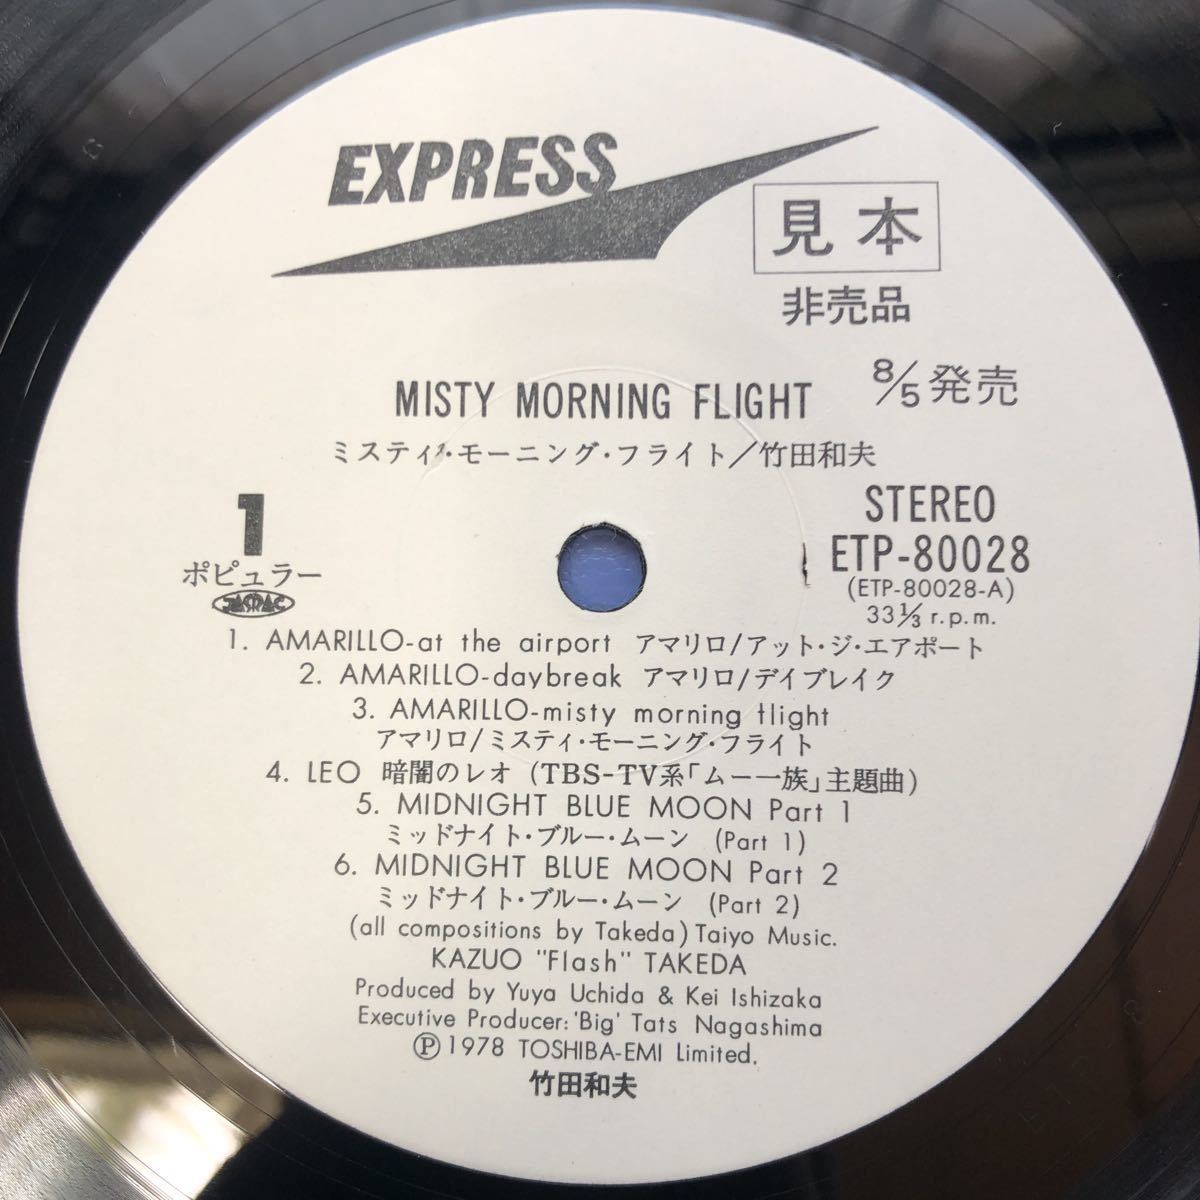 EXPRESS
見本
非売品
8/5発売
MISTY MORNING FLIGHT
ミスティ・モーニング・フライト/竹田和夫
1
ポピュラー
JASRAC
STEREO
ETP-80028
(ETP-80028-A)
33⅓ r.p.m.
1. AMARILLO-at the airport アマリロ/アット・ジ・エアポート
2. AMARILLO-daybreak アマリロ/デイブレイク
3. AMARILLO-misty morning tlight
アマリロ/ミスティ・モーニング・フライト
4. LEO 暗闇のレオ (TBS-TV系「ムー一族」主題曲)
5. MIDNIGHT BLUE MOON Part 1
ミッドナイト・ブルー・ムーン (Part 1)
6. MIDNIGHT BLUE MOON Part 2
ミッドナイト・ブルー・ムーン (Part 2)
(all compositions by Takeda) Taiyo Music.
KAZUO "Flash" TAKEDA
Produced by Yuya Uchida & Kei Ishizaka
Executive Producer: 'Big' Tats Nagashima
Ⓟ 1978 TOSHIBA-EMI Limited.
竹田和夫